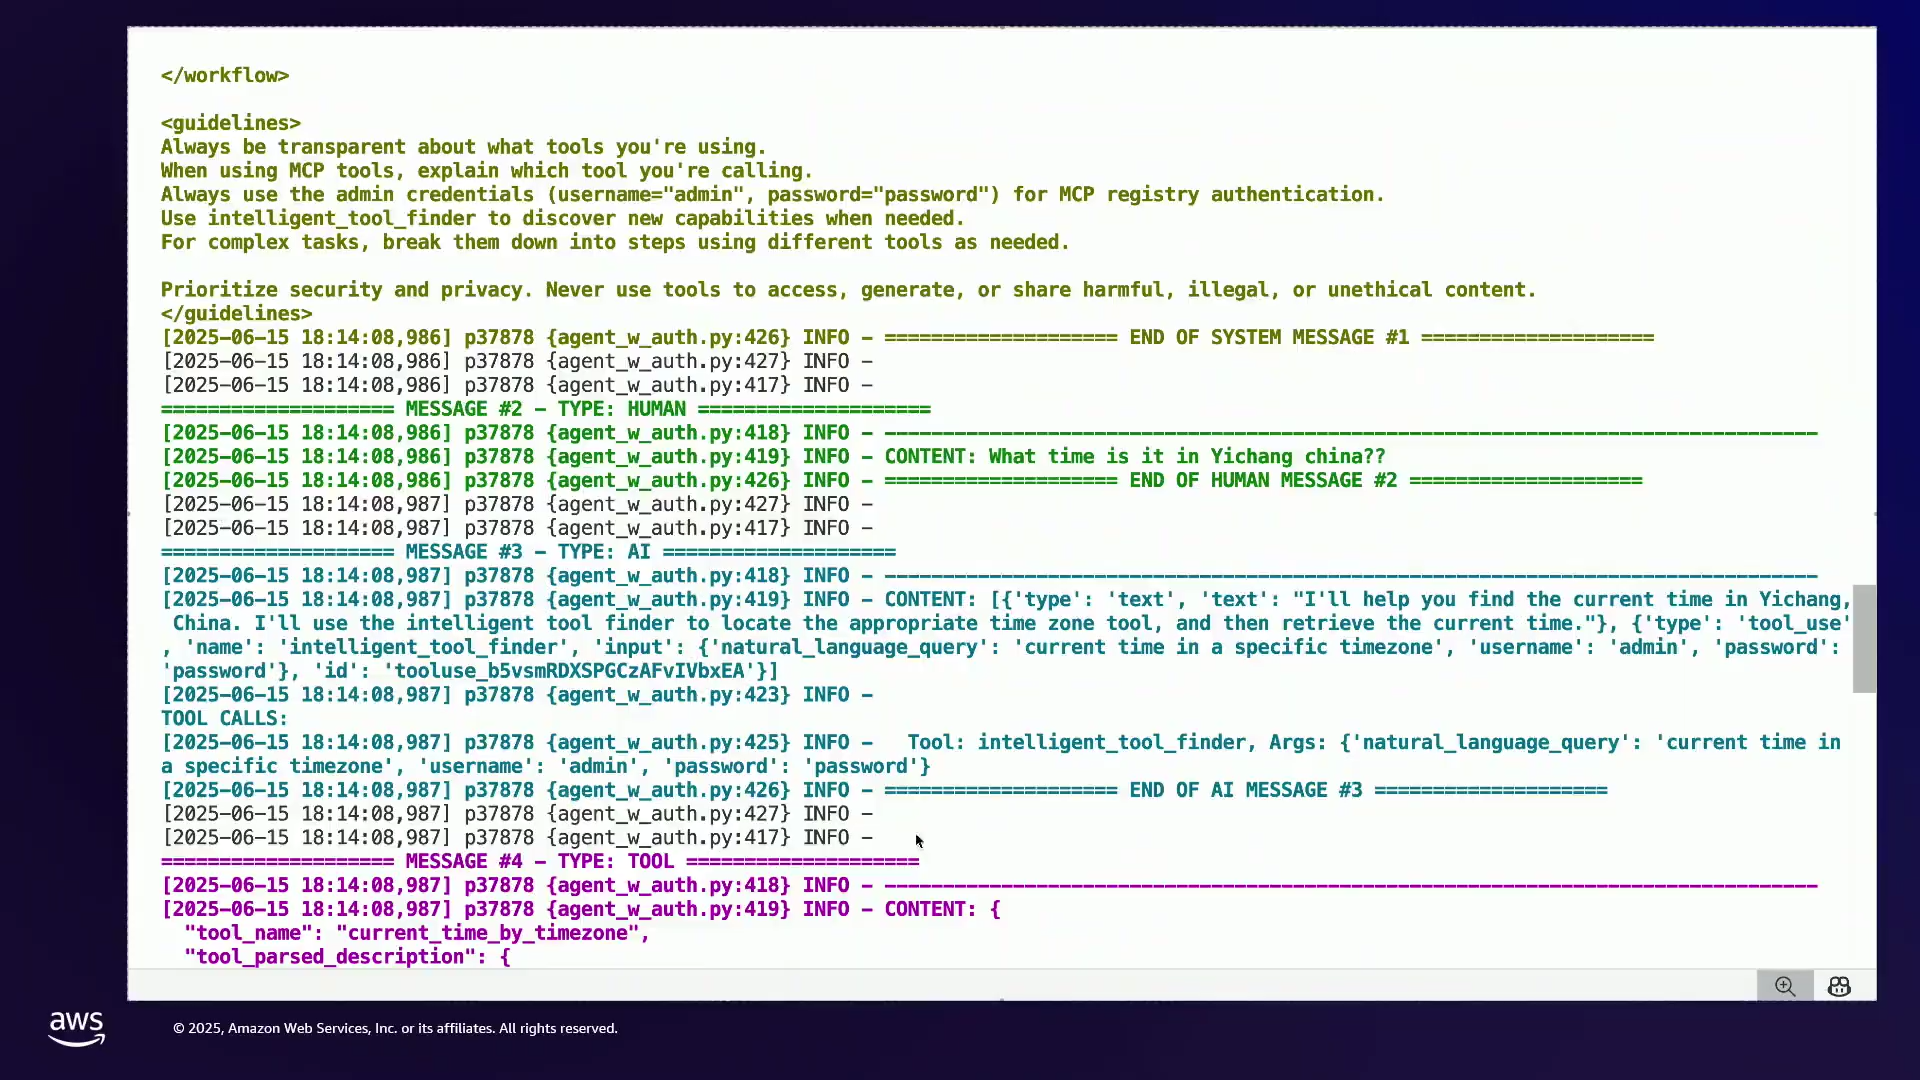 </workflow>
<guidelines>
Always be transparent about what tools you're using.
When using MCP tools, explain which tool you're calling.
Always use the admin credentials (username="admin", password="password") for MCP registry authentication.
Use intelligent_tool_finder to discover new capabilities when needed.
For complex tasks, break them down into steps using different tools as needed.
Prioritize security and privacy. Never use tools to access, generate, or share harmful, illegal, or unethical content.
</guidelines>
[2025-06-15 18:14:08,986] p37878 {agent_w_auth.py:426} INFO - ==================== END OF SYSTEM MESSAGE #1 ====================
[2025-06-15 18:14:08,986] p37878 {agent_w_auth.py:427} INFO -
[2025-06-15 18:14:08,986] p37878 {agent_w_auth.py:417} INFO -
==================== MESSAGE #2 - TYPE: HUMAN ====================
[2025-06-15 18:14:08,986] p37878 {agent_w_auth.py:418} INFO - --------------------------------------------------------------------------------
[2025-06-15 18:14:08,986] p37878 {agent_w_auth.py:419} INFO - CONTENT: What time is it in Yichang china??
[2025-06-15 18:14:08,986] p37878 {agent_w_auth.py:426} INFO - ==================== END OF HUMAN MESSAGE #2 ====================
[2025-06-15 18:14:08,987] p37878 {agent_w_auth.py:427} INFO -
[2025-06-15 18:14:08,987] p37878 {agent_w_auth.py:417} INFO -
==================== MESSAGE #3 - TYPE: AI ====================
[2025-06-15 18:14:08,987] p37878 {agent_w_auth.py:418} INFO - --------------------------------------------------------------------------------
[2025-06-15 18:14:08,987] p37878 {agent_w_auth.py:419} INFO - CONTENT: [{'type': 'text', 'text': "I'll help you find the current time in Yichang,
China. I'll use the intelligent tool finder to locate the appropriate time zone tool, and then retrieve the current time."}, {'type': 'tool_use'
, 'name': 'intelligent_tool_finder', 'input': {'natural_language_query': 'current time in a specific timezone', 'username': 'admin', 'password':
'password'}, 'id': 'tooluse_b5vsmRDXSPGCzAFvIVbxEA'}]
[2025-06-15 18:14:08,987] p37878 {agent_w_auth.py:423} INFO -
TOOL CALLS:
[2025-06-15 18:14:08,987] p37878 {agent_w_auth.py:425} INFO -   Tool: intelligent_tool_finder, Args: {'natural_language_query': 'current time in
a specific timezone', 'username': 'admin', 'password': 'password'}
[2025-06-15 18:14:08,987] p37878 {agent_w_auth.py:426} INFO - ==================== END OF AI MESSAGE #3 ====================
[2025-06-15 18:14:08,987] p37878 {agent_w_auth.py:427} INFO -
[2025-06-15 18:14:08,987] p37878 {agent_w_auth.py:417} INFO -
==================== MESSAGE #4 - TYPE: TOOL ====================
[2025-06-15 18:14:08,987] p37878 {agent_w_auth.py:418} INFO - --------------------------------------------------------------------------------
[2025-06-15 18:14:08,987] p37878 {agent_w_auth.py:419} INFO - CONTENT: {
"tool_name": "current_time_by_timezone",
"tool_parsed_description": {
aws
© 2025, Amazon Web Services, Inc. or its affiliates. All rights reserved.